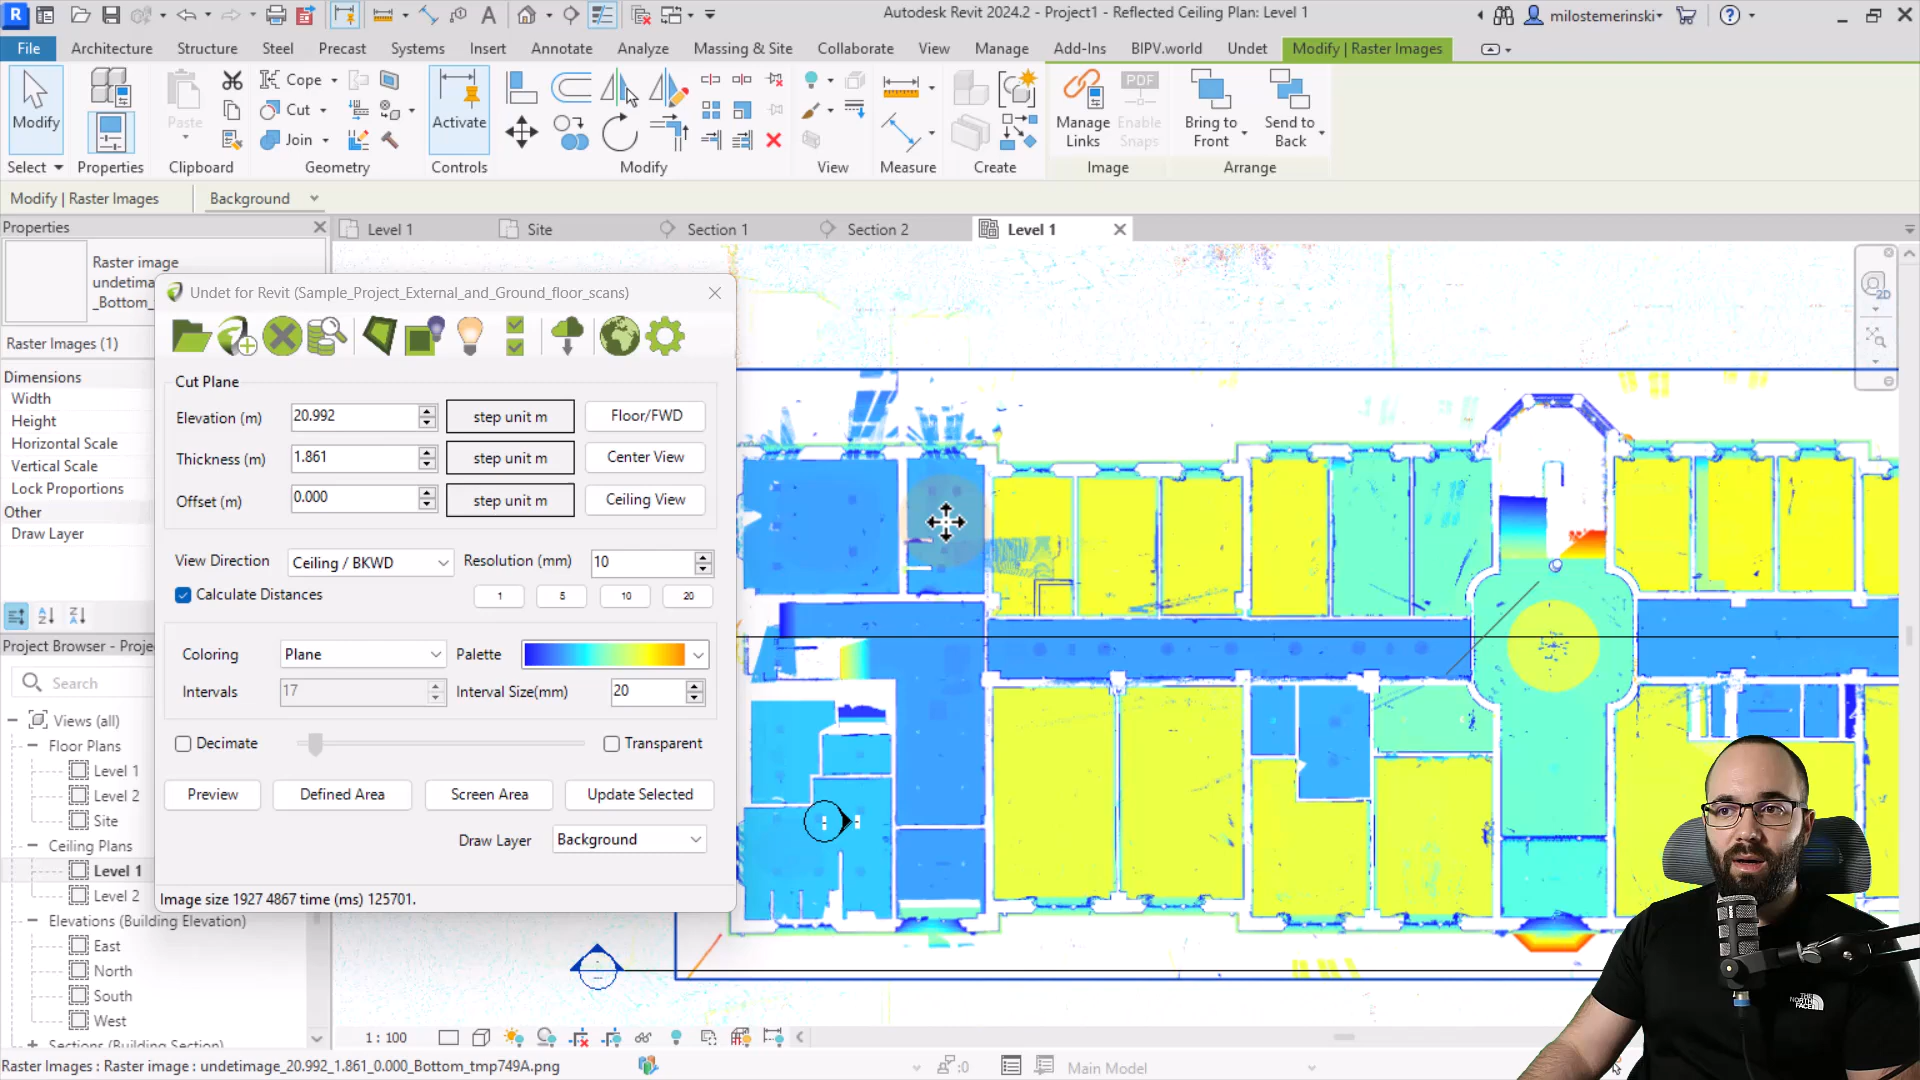 Autodesk Revit 2024.2 - Project1 - Reflected Ceiling Plan: Level 1
milostemerinski
File Architecture Structure Steel Precast Systems Insert Annotate Analyze Massing & Site Collaborate View Manage Add-Ins BIPV.world Undet Modify | Raster Images
Modify
Paste
Cope
Cut
Join
Activate
Manage Links
PDF
Enable Snaps
Bring to Front
Send to Back
Select Properties Clipboard Geometry Controls Modify View Measure Create Image Arrange
Modify | Raster Images Background
Properties
Level 1 Site Section 1 Section 2 Level 1
2D
Raster image
undetimage
_Bottom_
Raster Images (1)
Dimensions
Width
Height
Horizontal Scale
Vertical Scale
Lock Proportions
Other
Draw Layer
Project Browser - Proje
Search
Views (all)
Floor Plans
Level 1
Level 2
Site
Ceiling Plans
Level 1
Level 2
Elevations (Building Elevation)
East
North
South
West
Sections (Building Section)
Undet for Revit (Sample_Project_External_and_Ground_floor_scans)
Cut Plane
Elevation (m) 20.992 step unit m Floor/FWD
Thickness (m) 1.861 step unit m Center View
Offset (m) 0.000 step unit m Ceiling View
View Direction Ceiling / BKWD Resolution (mm) 10
Calculate Distances 1 5 10 20
Coloring Plane Palette
Intervals 17 Interval Size(mm) 20
Decimate Transparent
Preview Defined Area Screen Area Update Selected
Draw Layer Background
Image size 1927 4867 time (ms) 125701.
1 : 100
Raster Images : Raster image : undetimage_20.992_1.861_0.000_Bottom_tmp749A.png
:0
Main Model
THE NORTH FACE